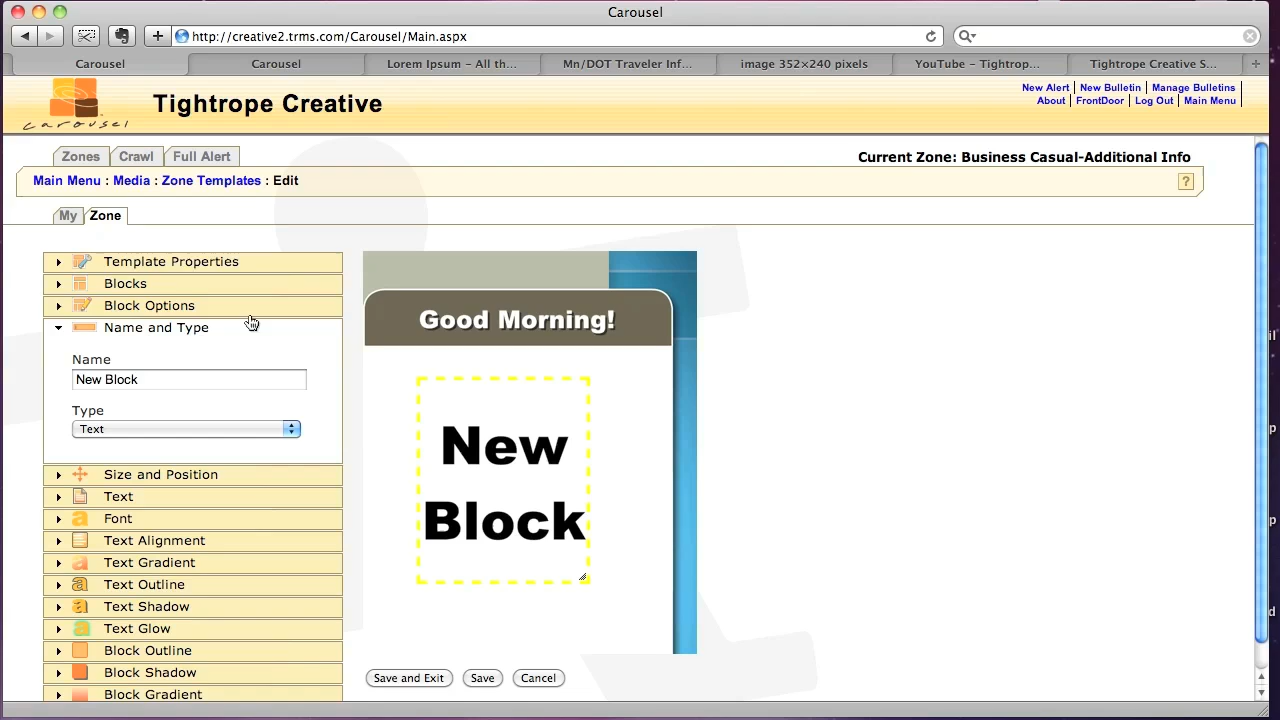 Carousel
http://creative2.trms.com/Carousel/Main.aspx
Carousel
Carousel
Lorem Ipsum – All th...
Mn/DOT Traveler Inf...
image 352×240 pixels
YouTube – Tightrop...
Tightrope Creative S...
carousel
Tightrope Creative
New Alert | New Bulletin | Manage Bulletins
About | FrontDoor | Log Out | Main Menu
Zones
Crawl
Full Alert
Current Zone: Business Casual-Additional Info
Main Menu : Media : Zone Templates : Edit
?
My
Zone
Template Properties
Blocks
Block Options
Name and Type
Name
New Block
Type
Text
Size and Position
Text
Font
Text Alignment
Text Gradient
Text Outline
Text Shadow
Text Glow
Block Outline
Block Shadow
Block Gradient
Good Morning!
New
Block
Save and Exit
Save
Cancel